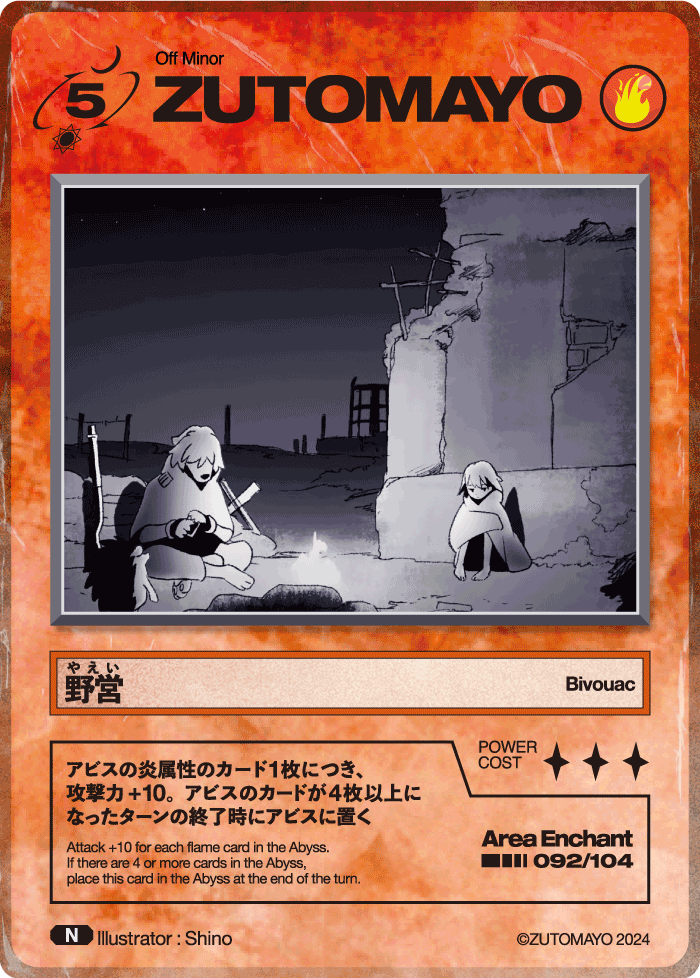 Off Minor
5
ZUTOMAYO
やえい
野営
Bivouac
アビスの炎属性のカード1枚につき、
攻撃力+10。アビスのカードが4枚以上に
なったターンの終了時にアビスに置く
Attack +10 for each flame card in the Abyss.
If there are 4 or more cards in the Abyss,
place this card in the Abyss at the end of the turn.
POWER
COST
Area Enchant
092/104
N
Illustrator : Shino
©ZUTOMAYO 2024